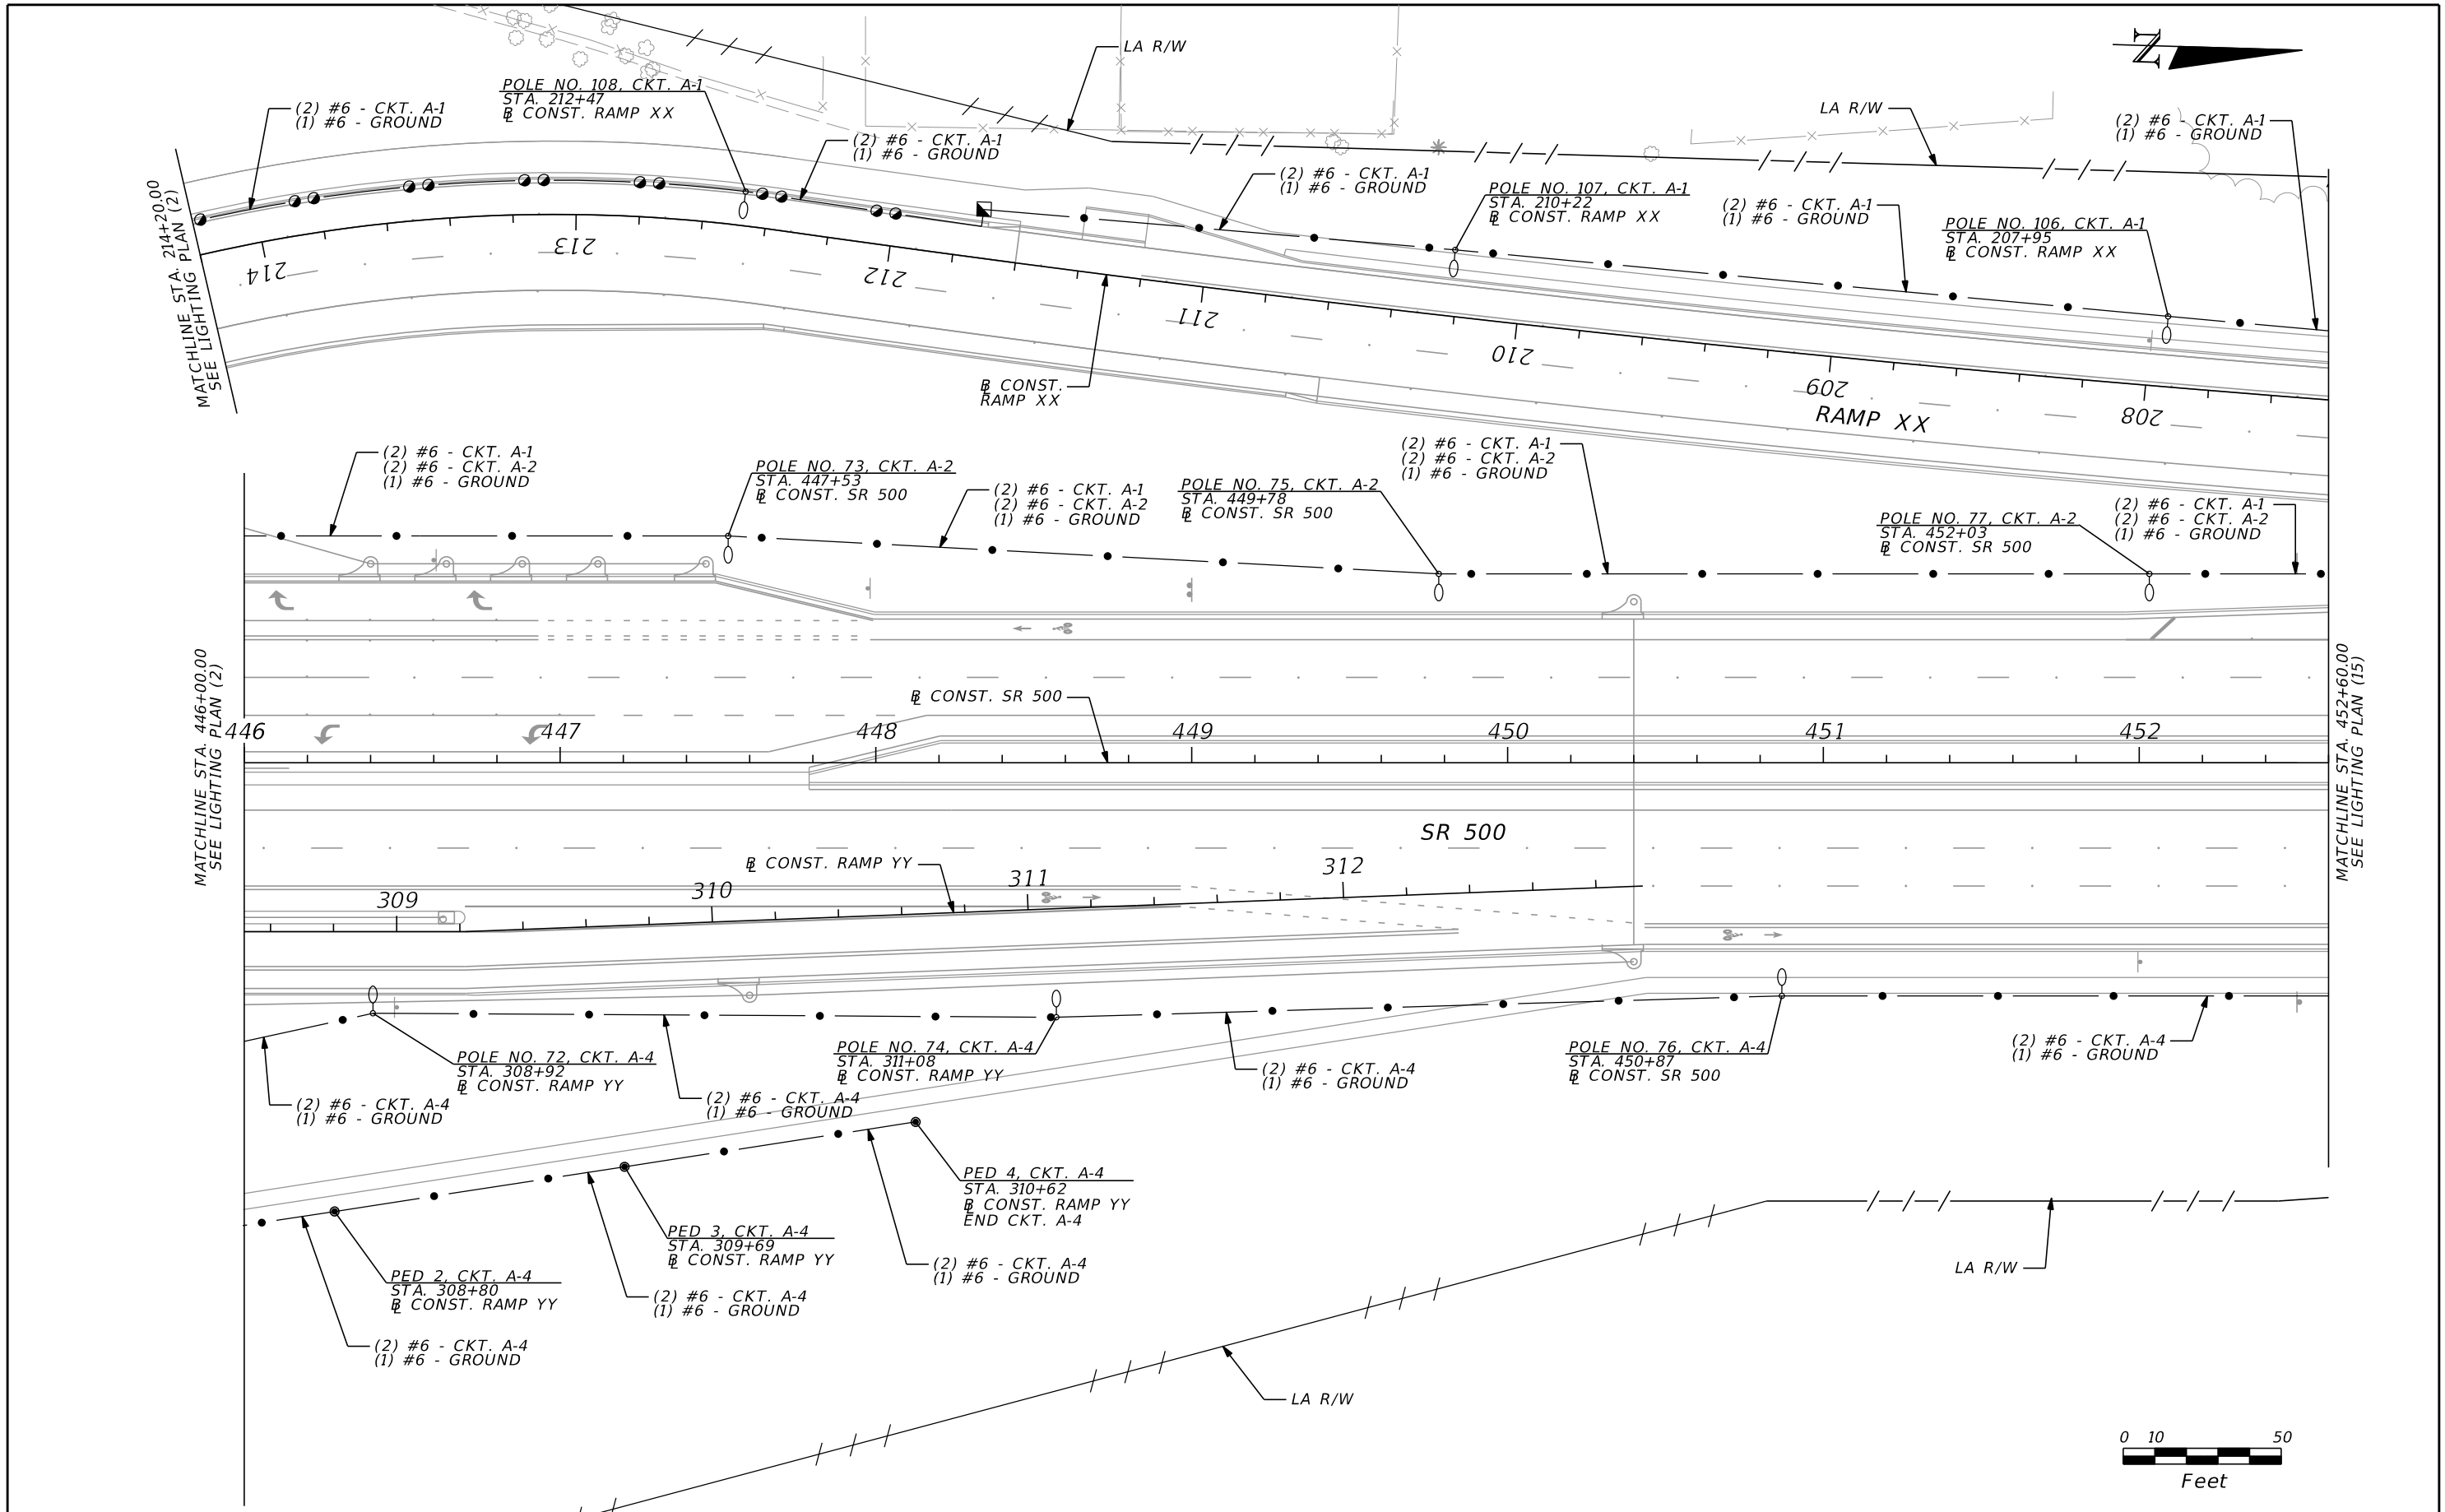 LA R/W
N
POLE NO. 108, CKT. A-1
STA. 212+47
℄ CONST. RAMP XX
(2) #6 - CKT. A-1
(1) #6 - GROUND
(2) #6 - CKT. A-1
(1) #6 - GROUND
LA R/W
(2) #6 - CKT. A-1
(1) #6 - GROUND
(2) #6 - CKT. A-1
(1) #6 - GROUND
POLE NO. 107, CKT. A-1
STA. 210+22
℄ CONST. RAMP XX
(2) #6 - CKT. A-1
(1) #6 - GROUND
POLE NO. 106, CKT. A-1
STA. 207+95
℄ CONST. RAMP XX
MATCHLINE STA. 214+20.00
SEE LIGHTING PLAN (2)
214
213
212
211
210
209
208
℄ CONST.
RAMP XX
RAMP XX
(2) #6 - CKT. A-1
(2) #6 - CKT. A-2
(1) #6 - GROUND
POLE NO. 73, CKT. A-2
STA. 447+53
℄ CONST. SR 500
(2) #6 - CKT. A-1
(2) #6 - CKT. A-2
(1) #6 - GROUND
POLE NO. 75, CKT. A-2
STA. 449+78
℄ CONST. SR 500
(2) #6 - CKT. A-1
(2) #6 - CKT. A-2
(1) #6 - GROUND
POLE NO. 77, CKT. A-2
STA. 452+03
℄ CONST. SR 500
(2) #6 - CKT. A-1
(2) #6 - CKT. A-2
(1) #6 - GROUND
MATCHLINE STA. 446+00.00
SEE LIGHTING PLAN (2)
℄ CONST. SR 500
446
447
448
449
450
451
452
MATCHLINE STA. 452+60.00
SEE LIGHTING PLAN (15)
SR 500
℄ CONST. RAMP YY
309
310
311
312
POLE NO. 72, CKT. A-4
STA. 308+92
℄ CONST. RAMP YY
(2) #6 - CKT. A-4
(1) #6 - GROUND
POLE NO. 74, CKT. A-4
STA. 311+08
℄ CONST. RAMP YY
(2) #6 - CKT. A-4
(1) #6 - GROUND
(2) #6 - CKT. A-4
(1) #6 - GROUND
POLE NO. 76, CKT. A-4
STA. 450+87
℄ CONST. SR 500
(2) #6 - CKT. A-4
(1) #6 - GROUND
PED 4, CKT. A-4
STA. 310+62
℄ CONST. RAMP YY
END CKT. A-4
PED 3, CKT. A-4
STA. 309+69
℄ CONST. RAMP YY
(2) #6 - CKT. A-4
(1) #6 - GROUND
PED 2, CKT. A-4
STA. 308+80
℄ CONST. RAMP YY
(2) #6 - CKT. A-4
(1) #6 - GROUND
(2) #6 - CKT. A-4
(1) #6 - GROUND
LA R/W
LA R/W
0 10 50
Feet